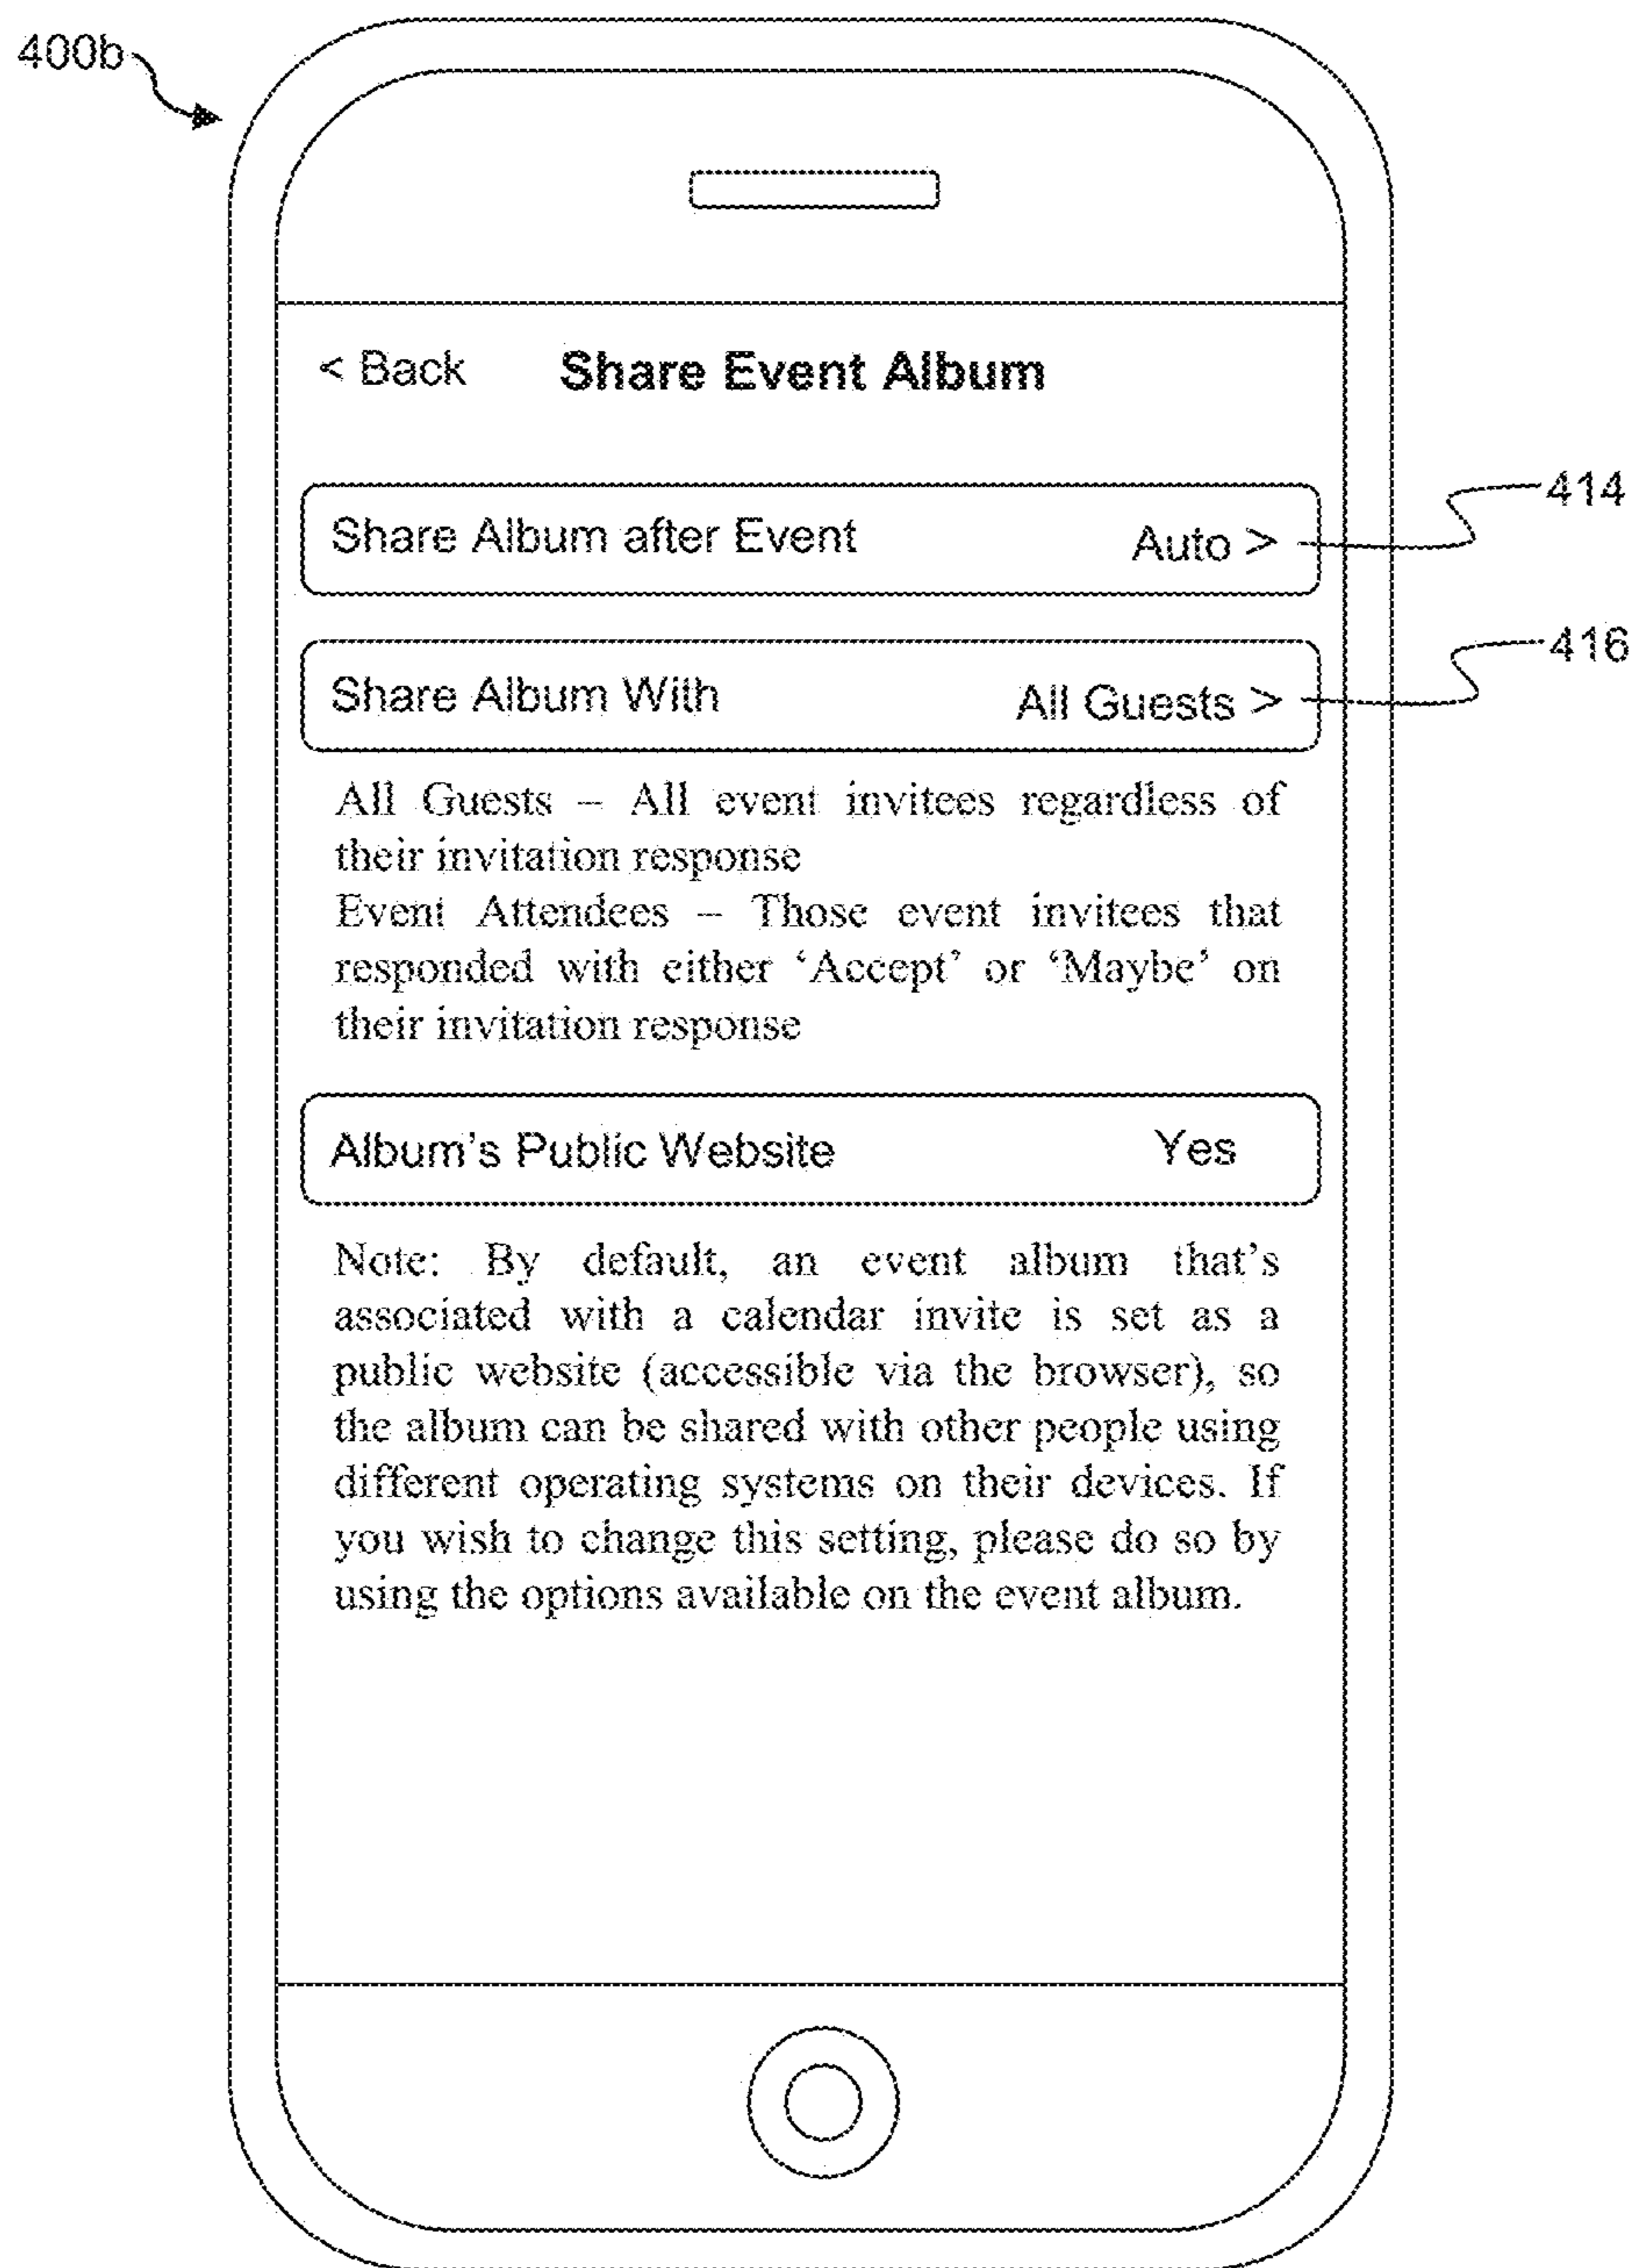 400b
< Back Share Event Album
Share Album after Event Auto >
414
Share Album With All Guests >
416
All Guests – All event invitees regardless of
their invitation response
Event Attendees – Those event invitees that
responded with either ‘Accept’ or ‘Maybe’ on
their invitation response
Album’s Public Website Yes
Note: By default, an event album that’s
associated with a calendar invite is set as a
public website (accessible via the browser), so
the album can be shared with other people using
different operating systems on their devices. If
you wish to change this setting, please do so by
using the options available on the event album.